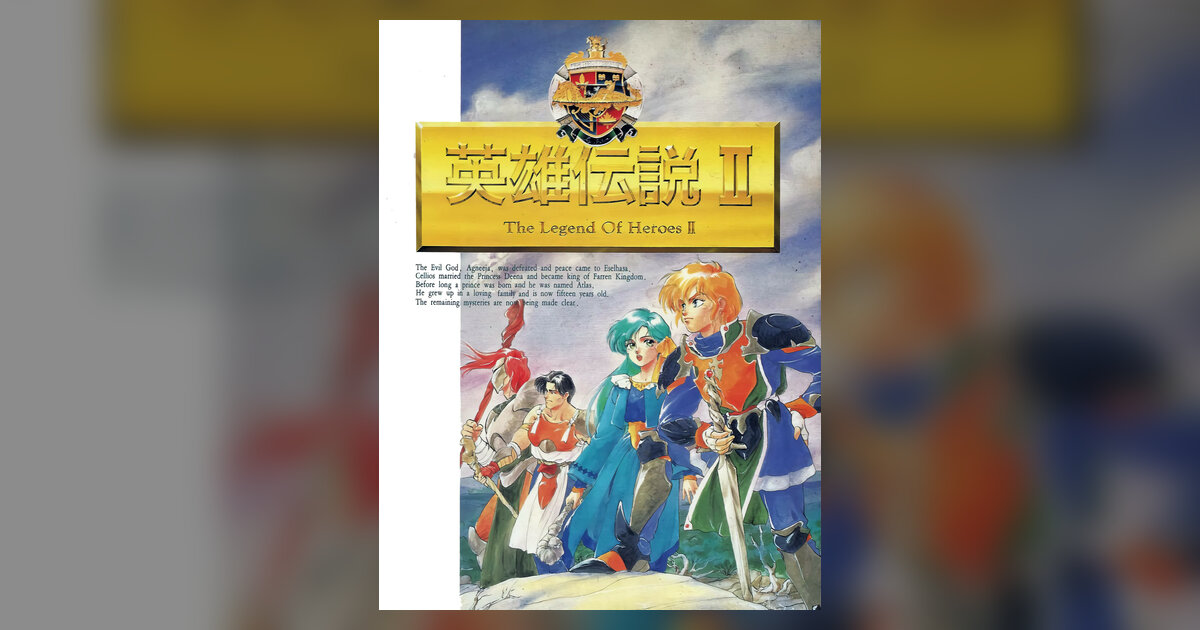 英雄伝説 II
The Legend Of Heroes II
The Evil God, Agneeja, was defeated and peace came to Eselhasa.
Cellios married the Princess Deena and became king of Farren Kingdom.
Before long a prince was born and he was named Atlas.
He grew up in a loving family and is now fifteen years old.
The remaining mysteries are now being made clear.